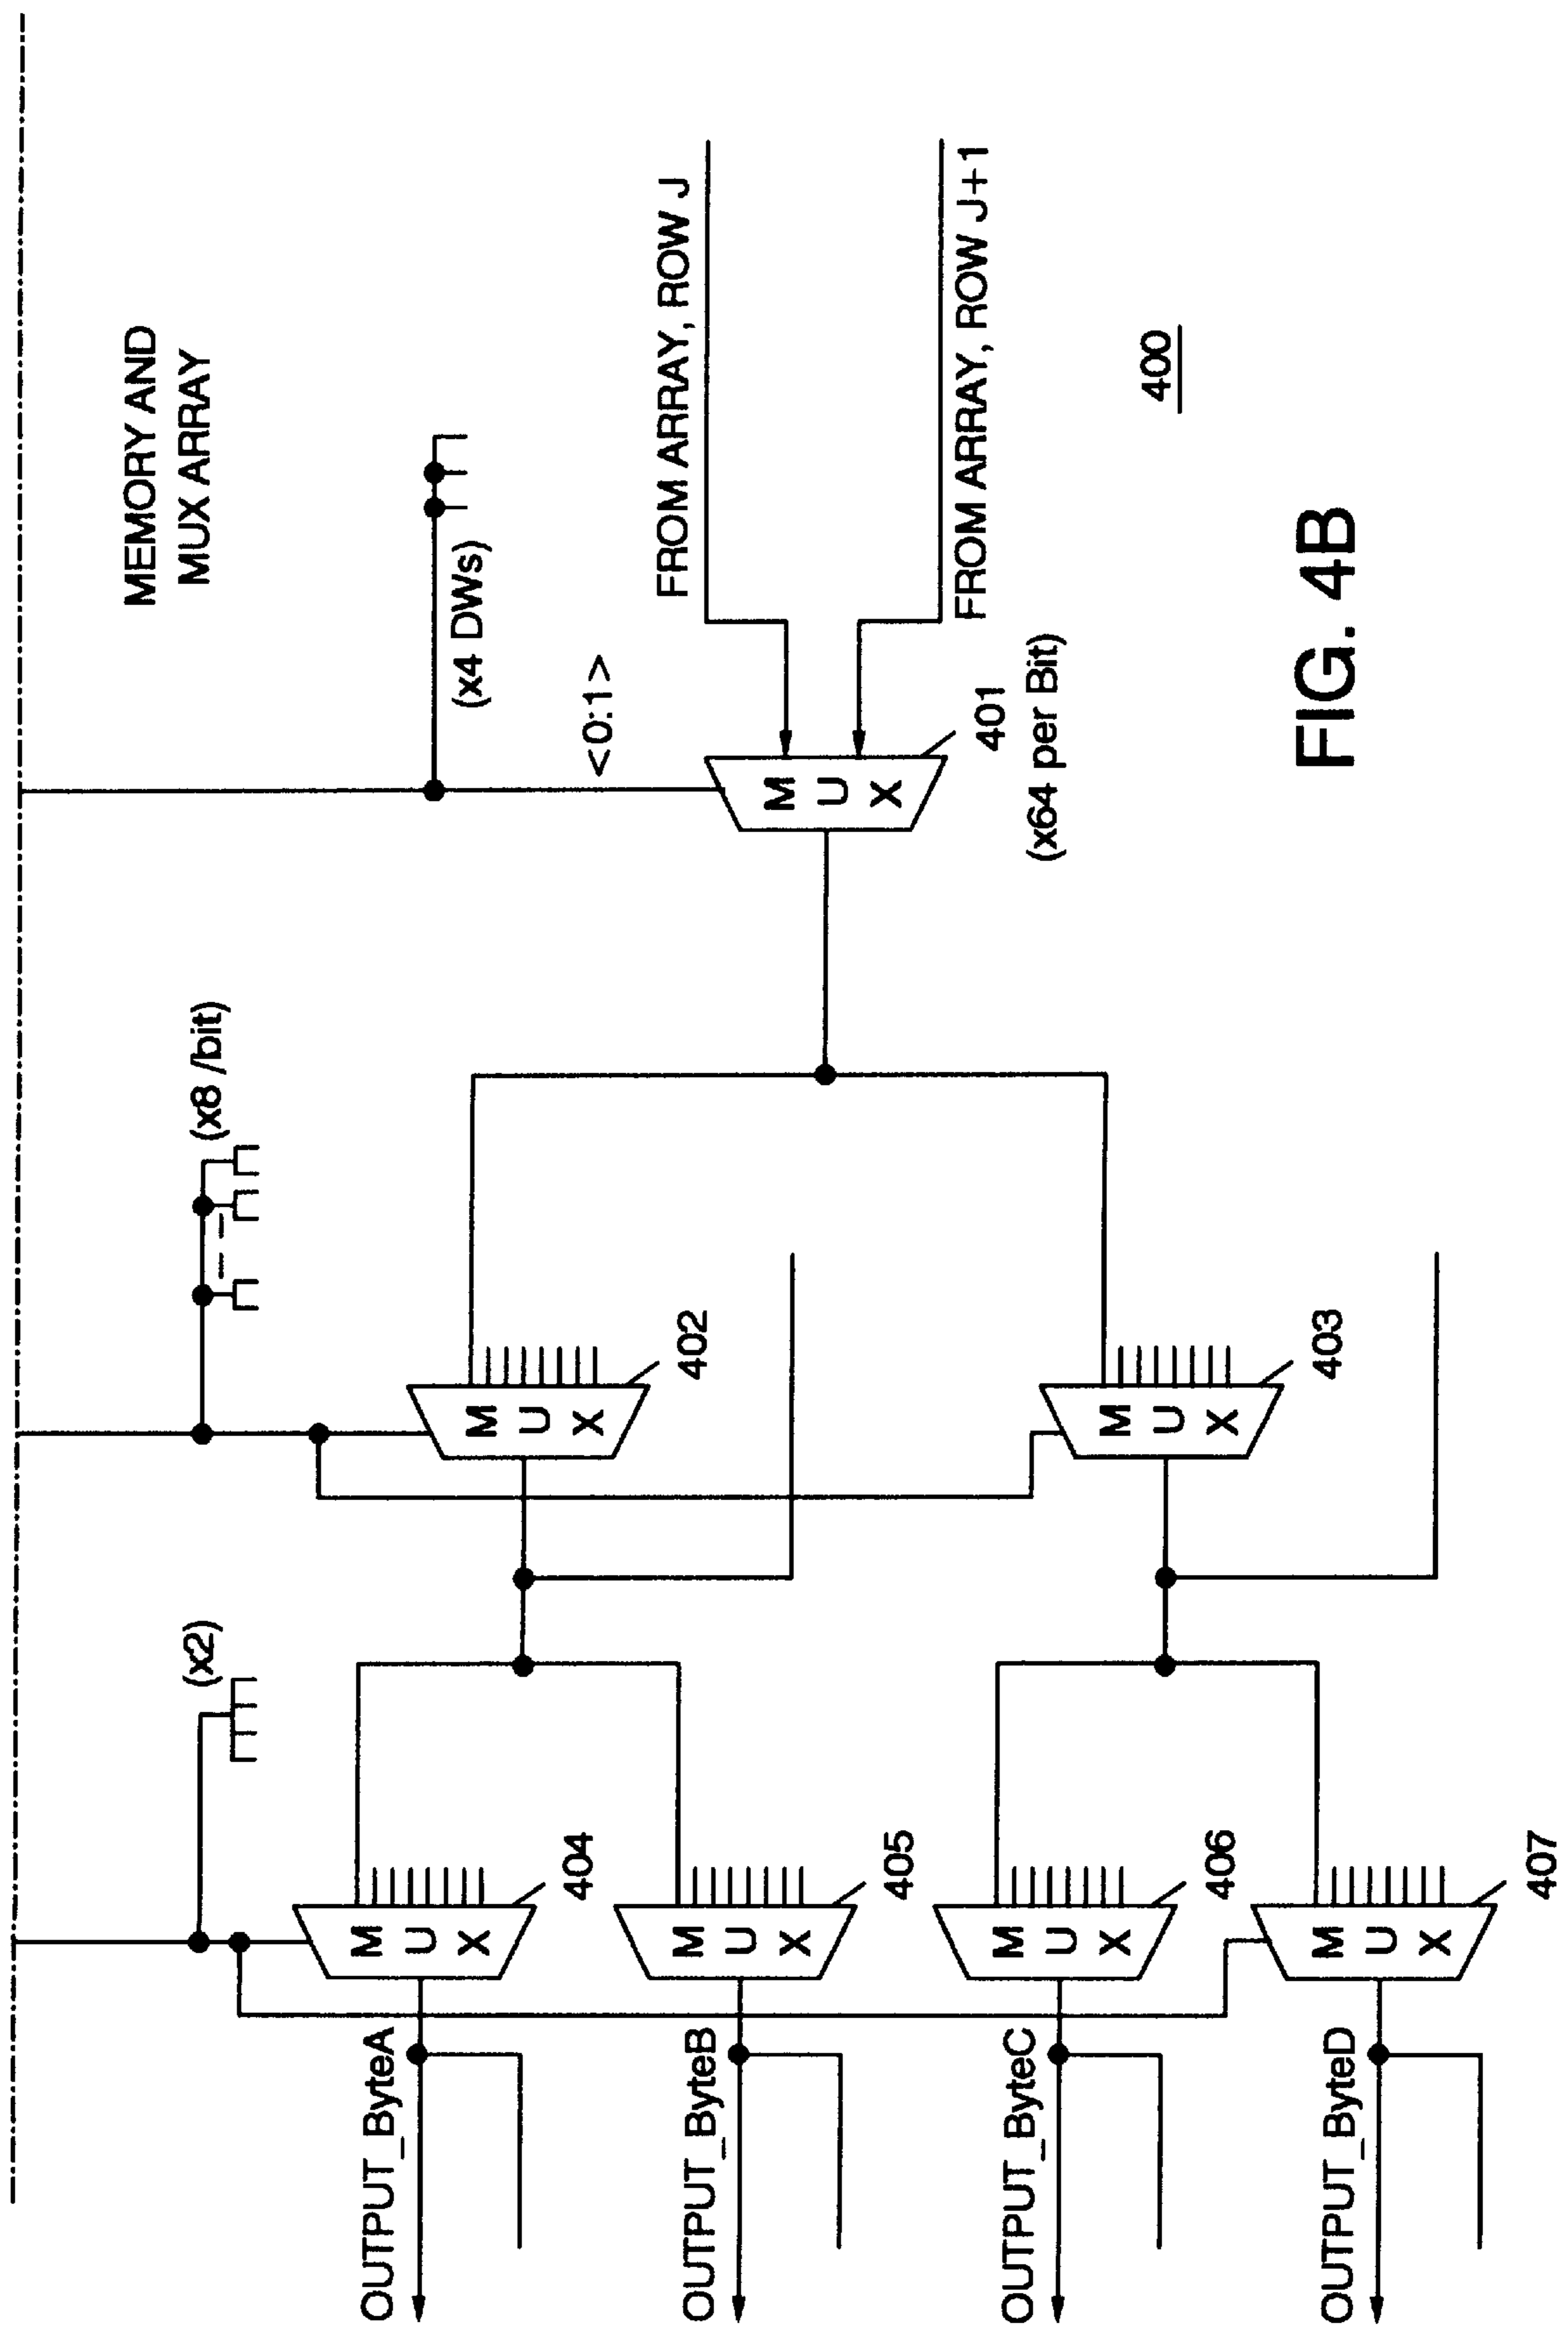 MEMORY AND
MUX ARRAY
(x2)
(x8 /bit)
(x4 DWs)
<0:1>
OUTPUT_ByteA
MUX
404
MUX
402
FROM ARRAY, ROW J
OUTPUT_ByteB
MUX
405
MUX
401
(x64 per Bit)
FROM ARRAY, ROW J+1
OUTPUT_ByteC
MUX
406
MUX
403
400
OUTPUT_ByteD
MUX
407
FIG. 4B